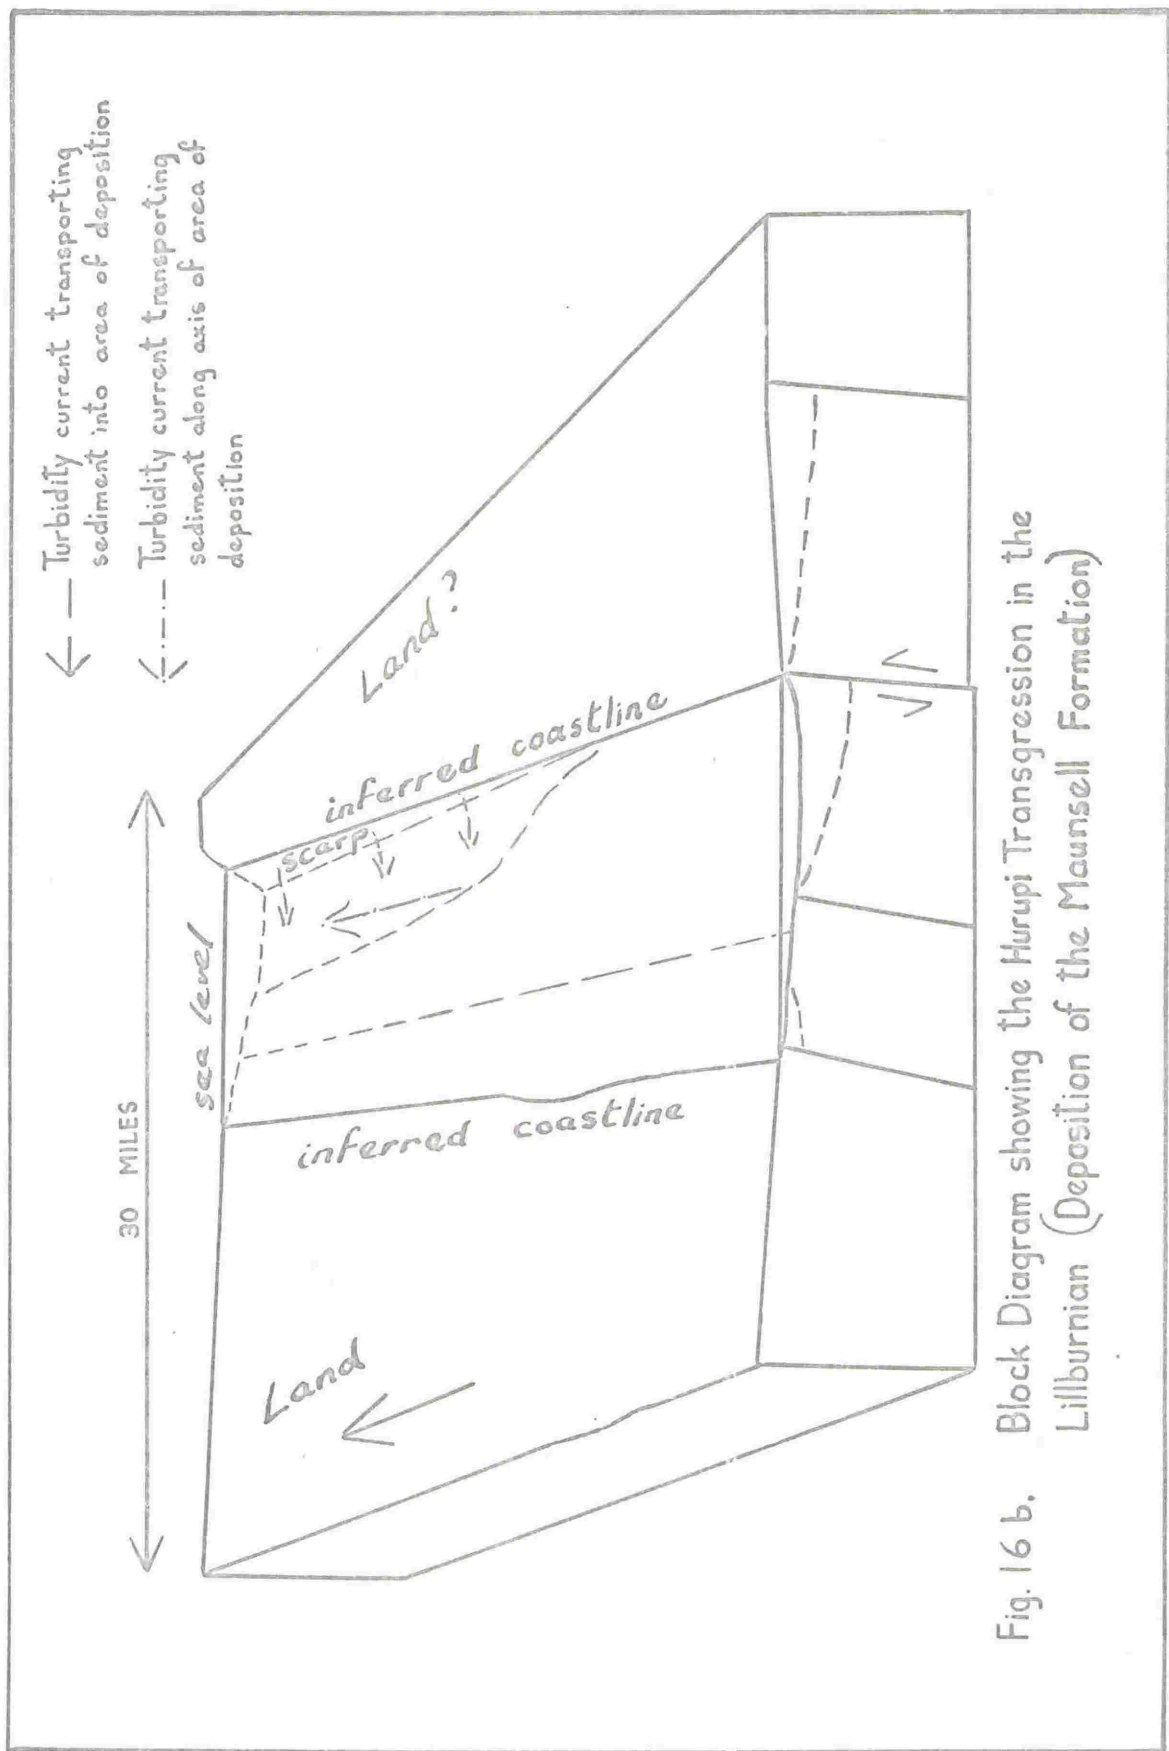 ← — Turbidity current transporting
sediment into area of deposition
←·–·– Turbidity current transporting
sediment along axis of area of
deposition
30 MILES
sea level
scarp
inferred coastline
Land?
Land
inferred coastline
Fig. 16 b. Block Diagram showing the Hurupi Transgression in the
Lillburnian (Deposition of the Maunsell Formation)